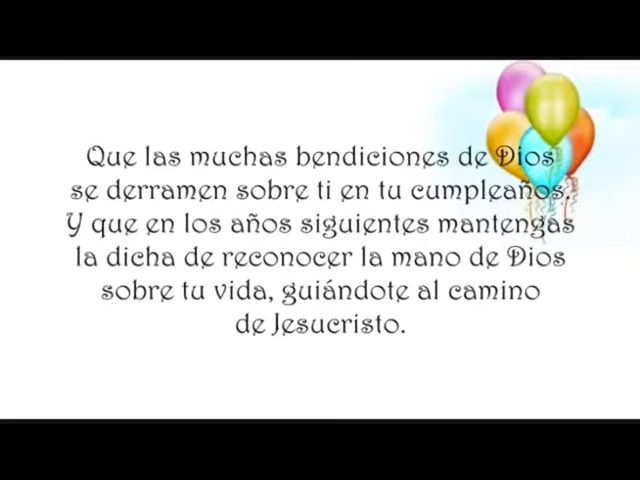 Que las muchas bendiciones de Dios
se derramen sobre ti en tu cumpleaños.
Y que en los años siguientes mantengas
la dicha de reconocer la mano de Dios
sobre tu vida, guiándote al camino
de Jesucristo.